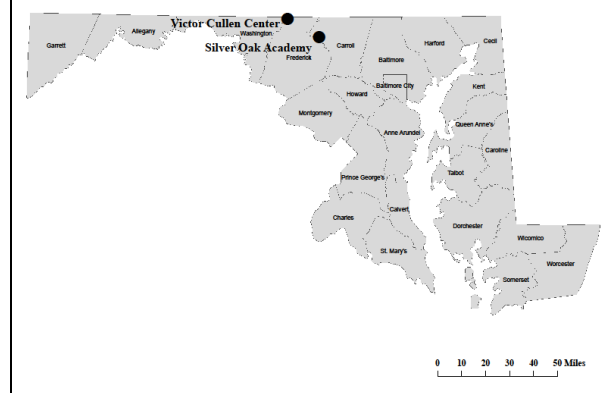 Victor Cullen Center
Silver Oak Academy
Garrett
Allegany
Washington
Frederick
Carroll
Baltimore
Harford
Cecil
Baltimore City
Howard
Kent
Montgomery
Anne Arundel
Queen Anne's
Caroline
Prince George's
Talbot
Charles
Calvert
St. Mary's
Dorchester
Wicomico
Somerset
Worcester
0 10 20 30 40 50 Miles